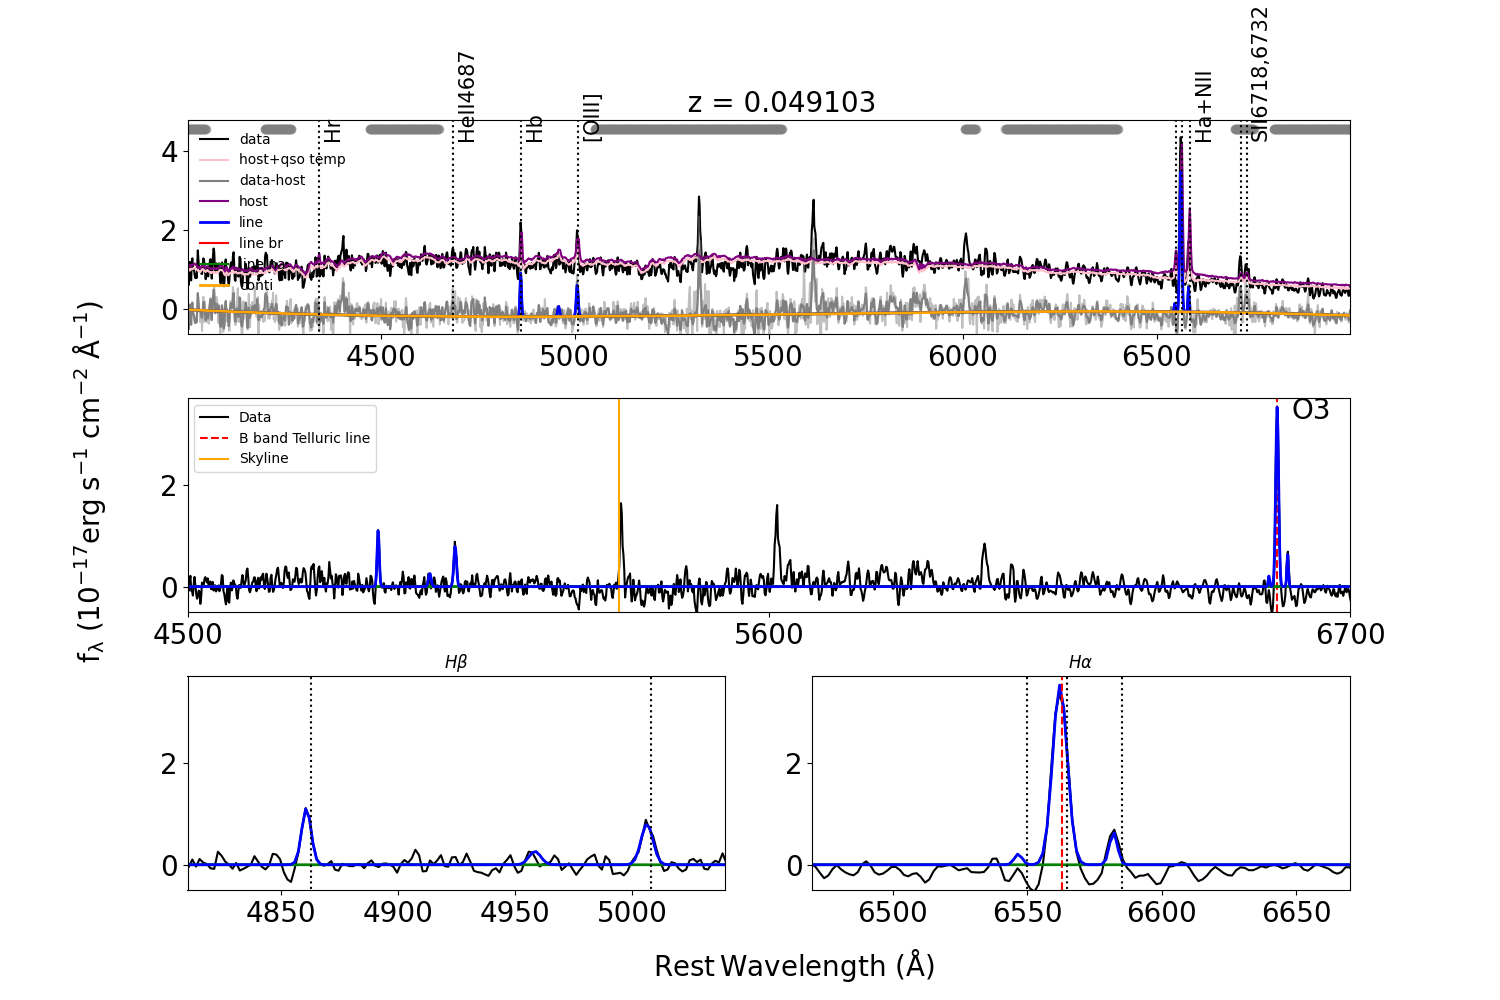 z = 0.049103
Hr
HeII4687
Hb
[OIII]
Ha+NII
SII6718,6732
data
host+qso temp
data-host
host
line
line br
conti
4
2
0
4500
5000
5500
6000
6500
Data
B band Telluric line
Skyline
O3
2
0
4500
5600
6700
fλ (10⁻¹⁷erg s⁻¹ cm⁻² Å⁻¹)
Hβ
2
0
4850
4900
4950
5000
Hα
2
0
6500
6550
6600
6650
Rest Wavelength (Å)